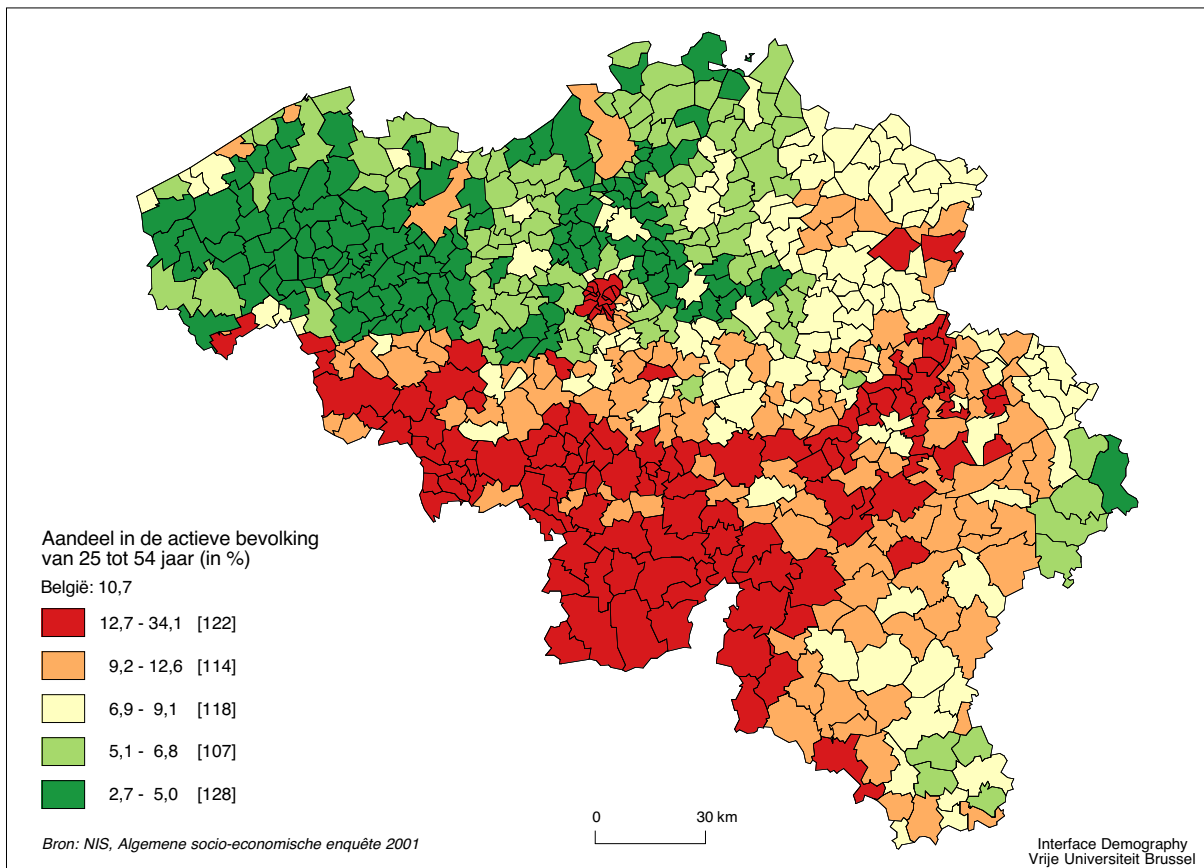 Aandeel in de actieve bevolking
van 25 tot 54 jaar (in %)
België: 10,7
12,7 - 34,1 [122]
9,2 - 12,6 [114]
6,9 - 9,1 [118]
5,1 - 6,8 [107]
2,7 - 5,0 [128]
Bron: NIS, Algemene socio-economische enquête 2001
0 30 km
Interface Demography
Vrije Universiteit Brussel